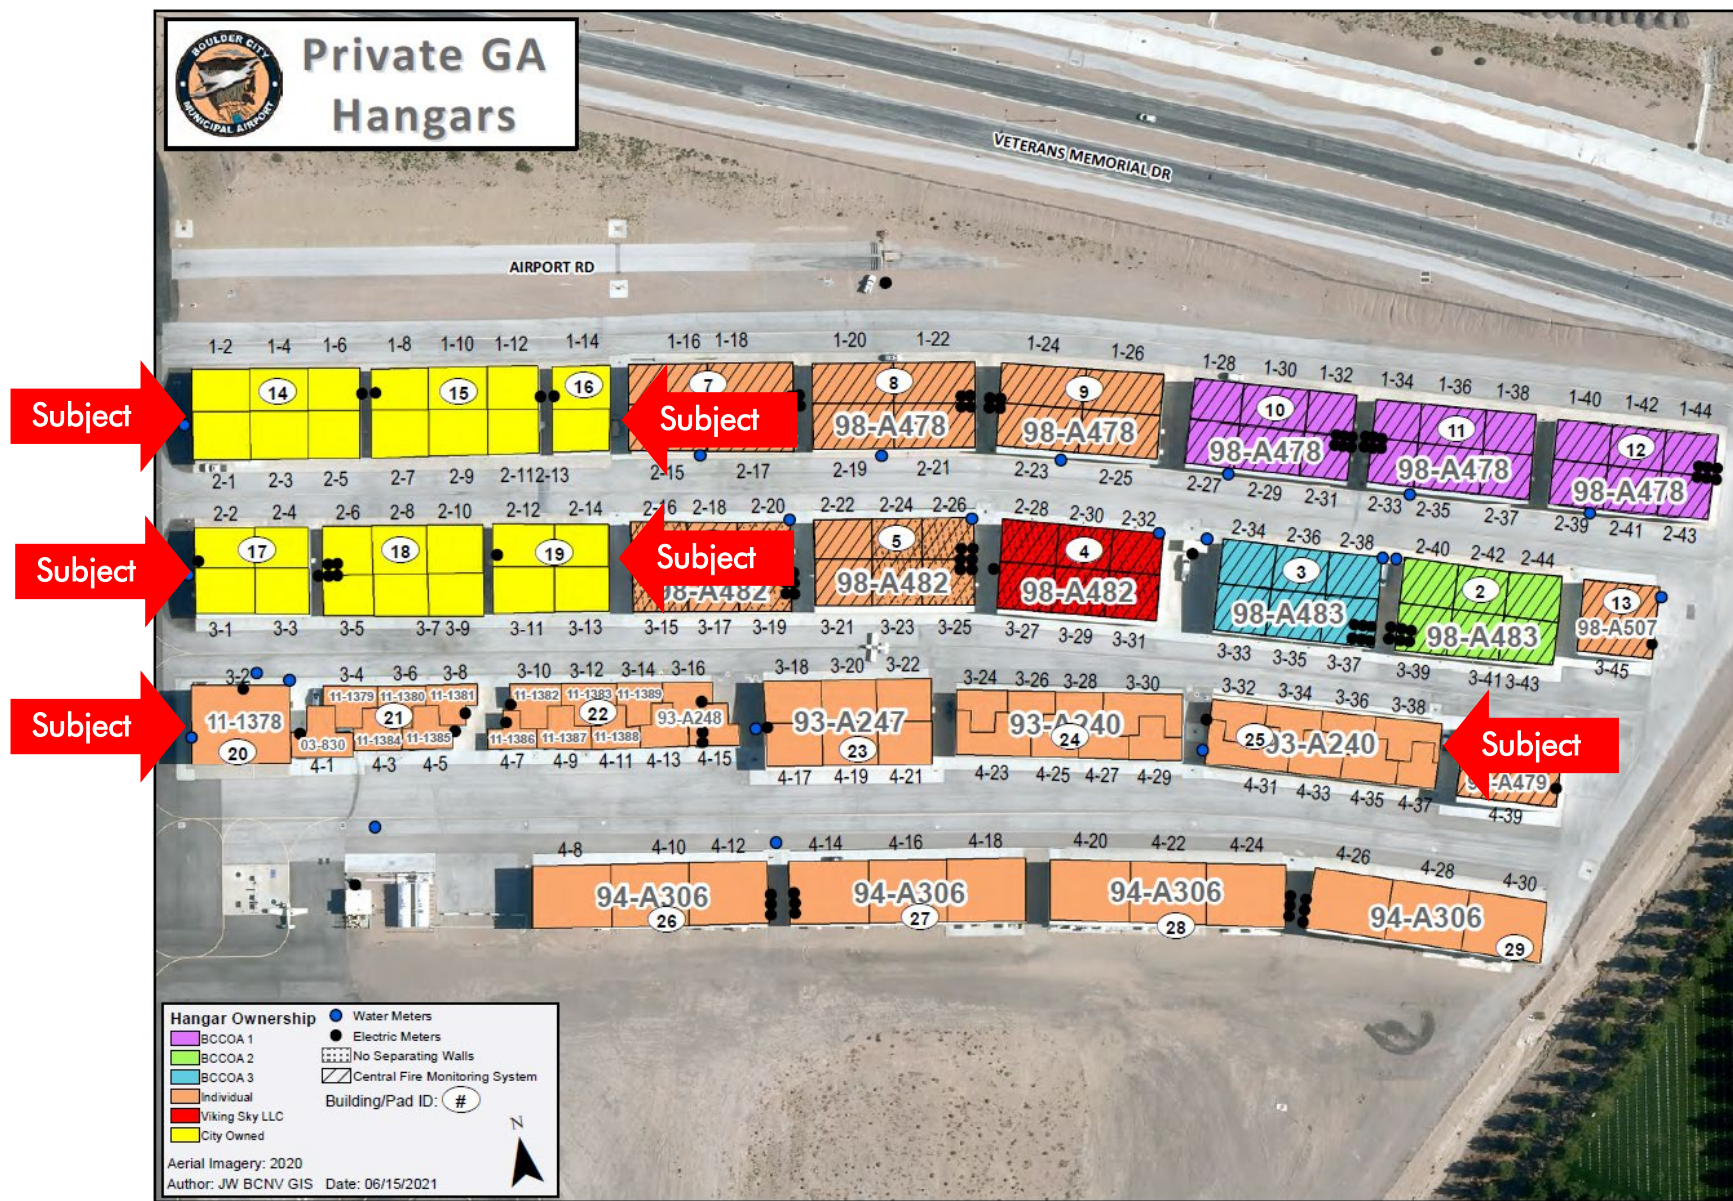 BOULDER CITY
MUNICIPAL AIRPORT
Private GA
Hangars
VETERANS MEMORIAL DR
AIRPORT RD
1-2 1-4 1-6 1-8 1-10 1-12 1-14 1-16 1-18 1-20 1-22 1-24 1-26 1-28 1-30 1-32 1-34 1-36 1-38 1-40 1-42 1-44
14 15 16 7 8 9 10 11 12
Subject Subject
98-A478 98-A478 98-A478 98-A478 98-A478
2-1 2-3 2-5 2-7 2-9 2-11 2-13 2-15 2-17 2-19 2-21 2-23 2-25 2-27 2-29 2-31 2-33 2-35 2-37 2-39 2-41 2-43
2-2 2-4 2-6 2-8 2-10 2-12 2-14 2-16 2-18 2-20 2-22 2-24 2-26 2-28 2-30 2-32 2-34 2-36 2-38 2-40 2-42 2-44
17 18 19 5 4 3 2 13
Subject Subject
98-A482 98-A482 98-A482 98-A483 98-A483 98-A507
3-1 3-3 3-5 3-7 3-9 3-11 3-13 3-15 3-17 3-19 3-21 3-23 3-25 3-27 3-29 3-31 3-33 3-35 3-37 3-39 3-41 3-43 3-45
3-2 3-4 3-6 3-8 3-10 3-12 3-14 3-16 3-18 3-20 3-22 3-24 3-26 3-28 3-30 3-32 3-34 3-36 3-38
11-1379 11-1380 11-1381 11-1382 11-1383 11-1389
Subject 11-1378 21 22 93-A248 93-A247 93-A240 93-A240 Subject
20 03-830 11-1384 11-1385 11-1386 11-1387 11-1388 23 24 25
4-1 4-3 4-5 4-7 4-9 4-11 4-13 4-15 4-17 4-19 4-21 4-23 4-25 4-27 4-29 4-31 4-33 4-35 4-37 4-39
4-8 4-10 4-12 4-14 4-16 4-18 4-20 4-22 4-24 4-26 4-28 4-30
94-A306 94-A306 94-A306 94-A306
26 27 28 29
Hangar Ownership
BCCOA 1
BCCOA 2
BCCOA 3
Individual
Viking Sky LLC
City Owned
Water Meters
Electric Meters
No Separating Walls
Central Fire Monitoring System
Building/Pad ID: #
N
Aerial Imagery: 2020
Author: JW BCNV GIS Date: 06/15/2021